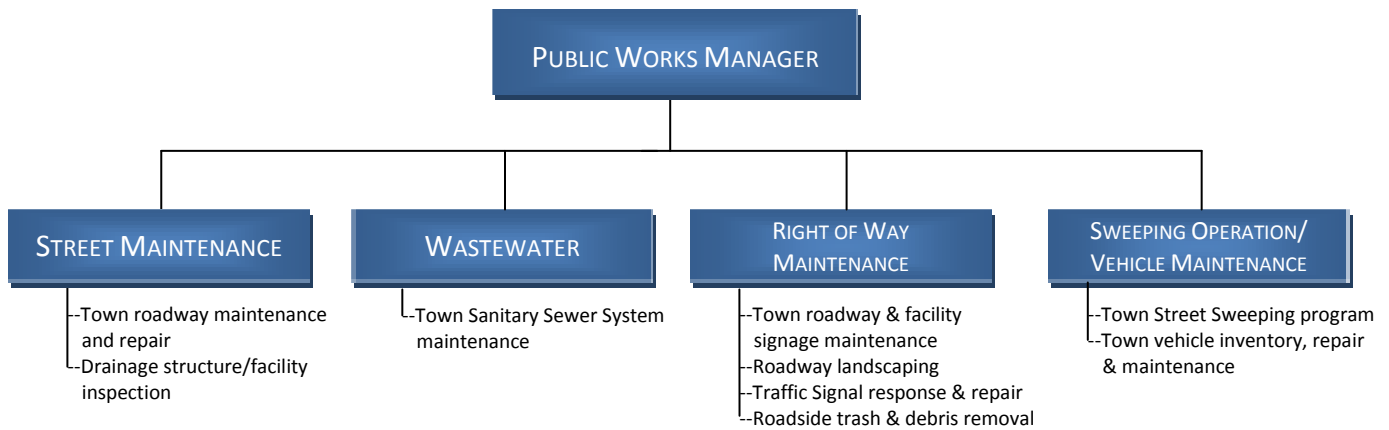 PUBLIC WORKS MANAGER
STREET MAINTENANCE
--Town roadway maintenance
and repair
--Drainage structure/facility
inspection
WASTEWATER
--Town Sanitary Sewer System
maintenance
RIGHT OF WAY
MAINTENANCE
--Town roadway & facility
signage maintenance
--Roadway landscaping
--Traffic Signal response & repair
--Roadside trash & debris removal
SWEEPING OPERATION/
VEHICLE MAINTENANCE
--Town Street Sweeping program
--Town vehicle inventory, repair
& maintenance